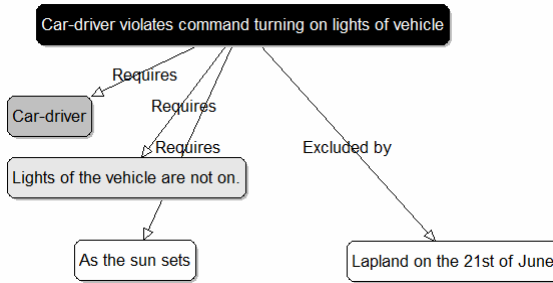 Car-driver violates command turning on lights of vehicle
Requires
Car-driver
Requires
Requires
Excluded by
Lights of the vehicle are not on.
As the sun sets
Lapland on the 21st of June